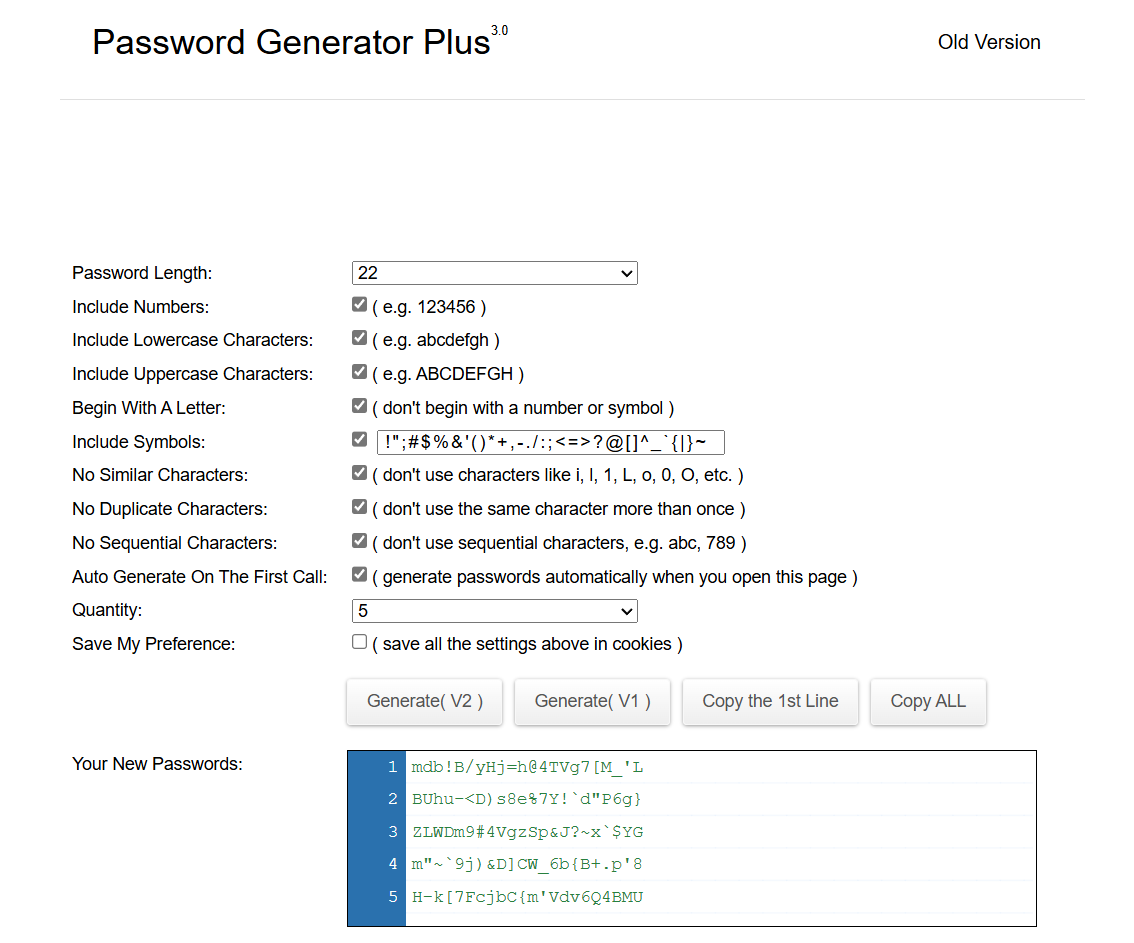 Password Generator Plus3.0
Old Version
Password Length: 22
Include Numbers: ( e.g. 123456 )
Include Lowercase Characters: ( e.g. abcdefgh )
Include Uppercase Characters: ( e.g. ABCDEFGH )
Begin With A Letter: ( don't begin with a number or symbol )
Include Symbols: !";#$%&'()*+,-./:;<=>?@[]^_`{|}~
No Similar Characters: ( don't use characters like i, l, 1, L, o, 0, O, etc. )
No Duplicate Characters: ( don't use the same character more than once )
No Sequential Characters: ( don't use sequential characters, e.g. abc, 789 )
Auto Generate On The First Call: ( generate passwords automatically when you open this page )
Quantity: 5
Save My Preference: ( save all the settings above in cookies )
Generate( V2 ) Generate( V1 ) Copy the 1st Line Copy ALL
Your New Passwords:
1 mdb!B/yHj=h@4TVg7[M_'L
2 BUhu-<D)s8e%7Y!`d"P6g}
3 ZLWDm9#4VgzSp&J?~x`$YG
4 m"~`9j)&D]CW_6b{B+.p'8
5 H-k[7FcjbC{m'Vdv6Q4BMU